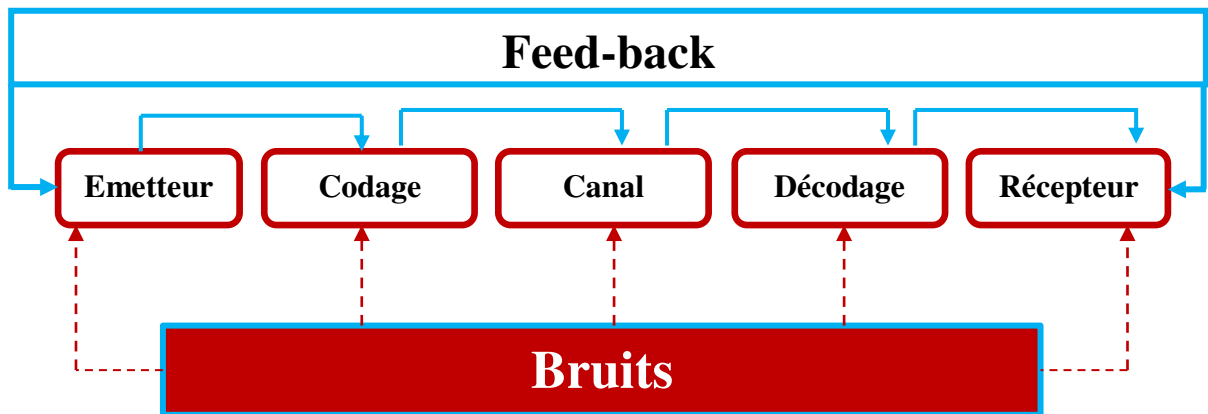 Feed-back
Emetteur
Codage
Canal
Décodage
Récepteur
Bruits